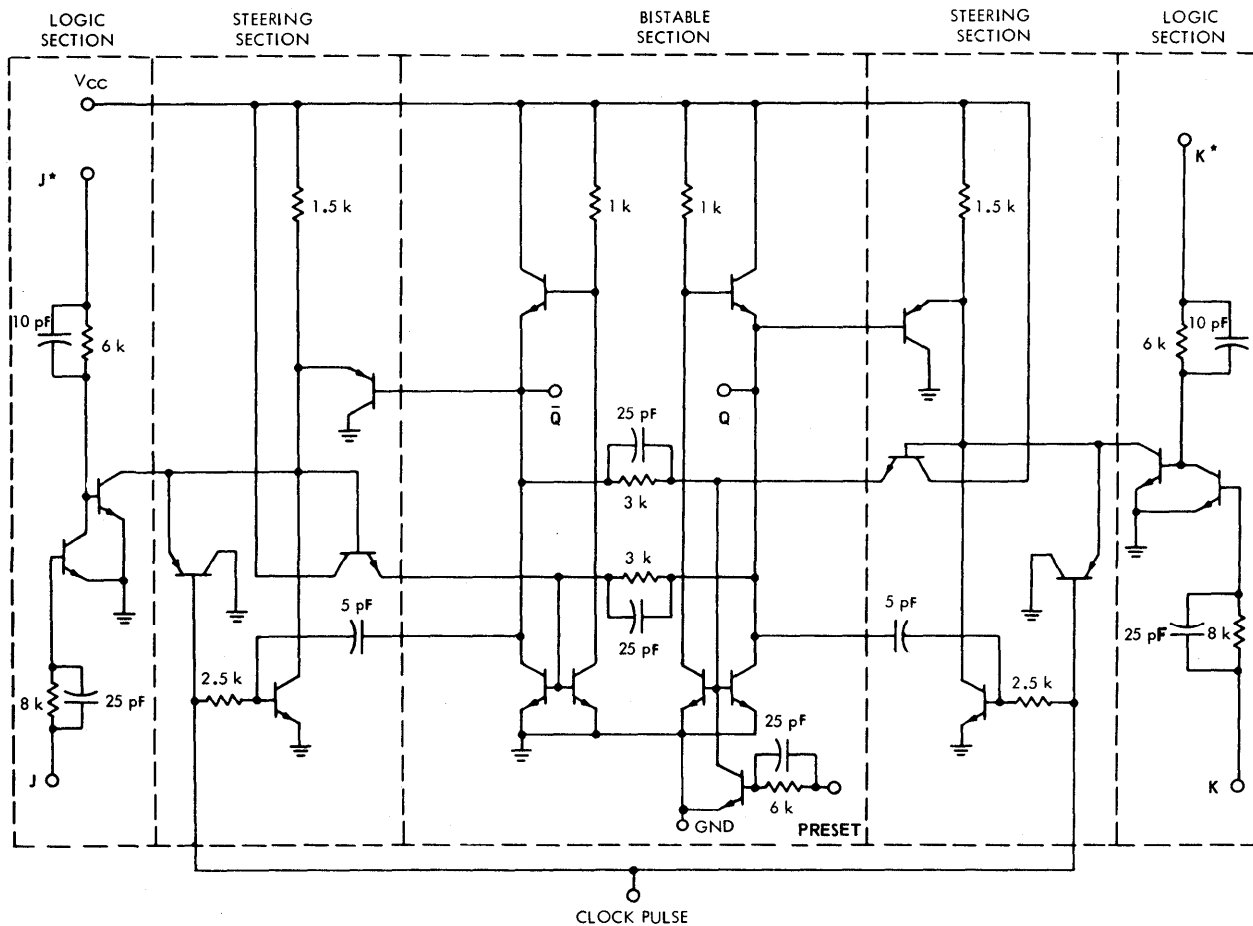 LOGIC
SECTION
STEERING
SECTION
BISTABLE
SECTION
STEERING
SECTION
LOGIC
SECTION
VCC
J*
K*
1.5 k
1 k
1 k
1.5 k
10 pF
6 k
6 k
10 pF
Q̄
Q
25 pF
3 k
3 k
25 pF
5 pF
5 pF
8 k
25 pF
2.5 k
2.5 k
25 pF
8 k
25 pF
6 k
J
GND
PRESET
K
CLOCK PULSE